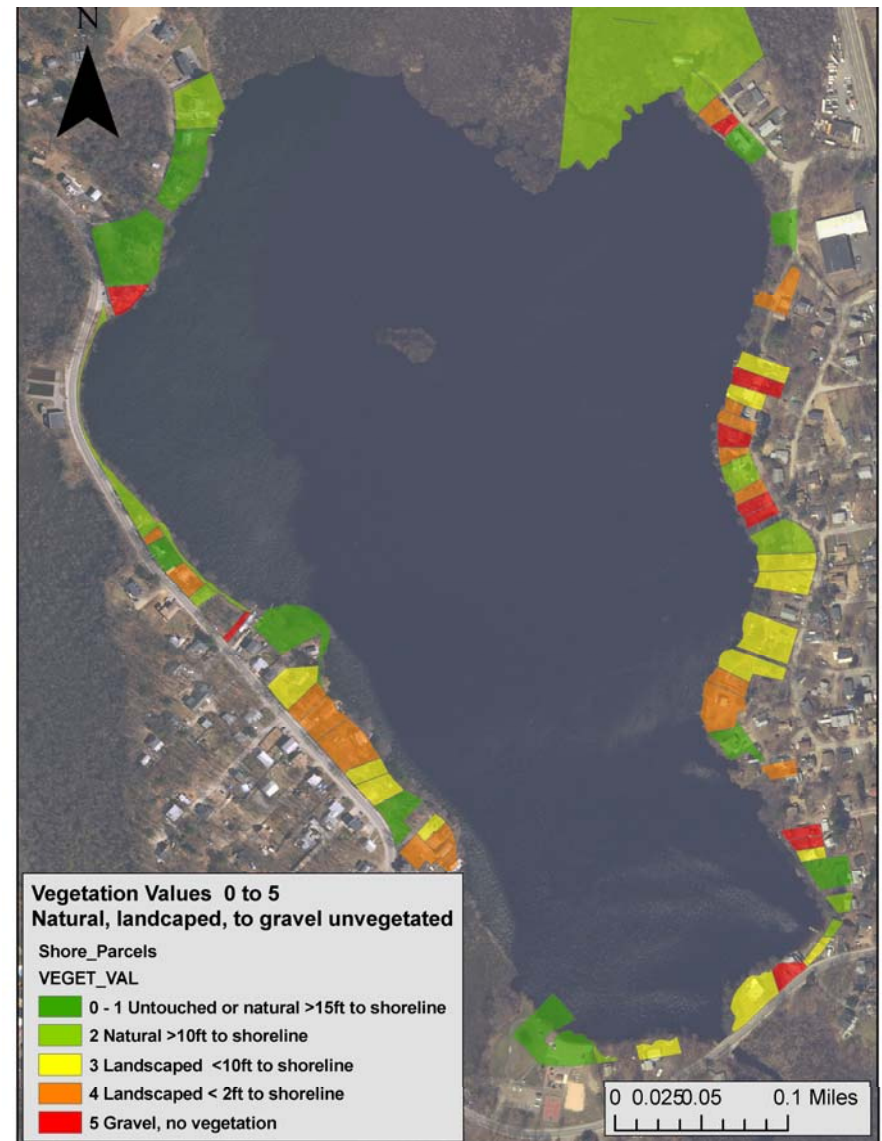 N
Vegetation Values 0 to 5
Natural, landcaped, to gravel unvegetated
Shore_Parcels
VEGET_VAL
0 - 1 Untouched or natural >15ft to shoreline
2 Natural >10ft to shoreline
3 Landscaped <10ft to shoreline
4 Landscaped < 2ft to shoreline
5 Gravel, no vegetation
0 0.0250.05 0.1 Miles